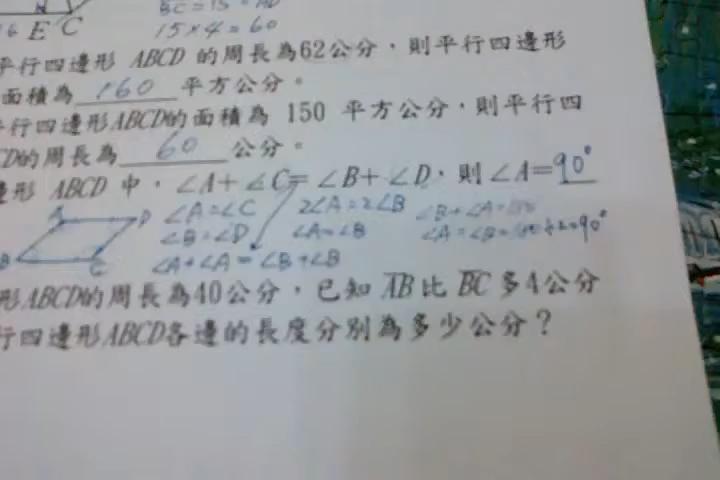 BC = 15
E C
15×4=60
平行四邊形 ABCD 的周長為62公分,則平行四邊形
面積為 160 平方公分。
平行四邊形ABCD的面積為 150 平方公分,則平行四
CD的周長為 60 公分。
邊形 ABCD 中,∠A+∠C=∠B+∠D,則∠A=90°
D ∠A=∠C 2∠A=2∠B ∠B+∠A=180
∠B=∠D ∠A=∠B ∠A=∠B=180÷2=90°
B C ∠A+∠A=∠B+∠B
形ABCD的周長為40公分,已知 AB 比 BC 多4公分
行四邊形ABCD各邊的長度分別為多少公分?